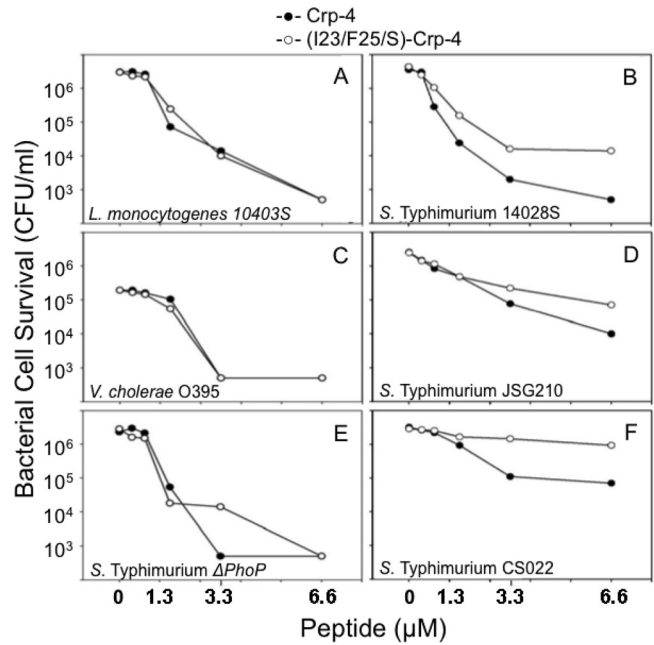 -●- Crp-4
-○- (I23/F25/S)-Crp-4
Bacterial Cell Survival (CFU/ml)
A
10⁶
10⁵
10⁴
10³
L. monocytogenes 10403S
B
S. Typhimurium 14028S
C
10⁶
10⁵
10⁴
10³
V. cholerae O395
D
S. Typhimurium JSG210
E
10⁶
10⁵
10⁴
10³
S. Typhimurium ΔPhoP
F
S. Typhimurium CS022
0 1.3 3.3 6.6
0 1.3 3.3 6.6
Peptide (µM)